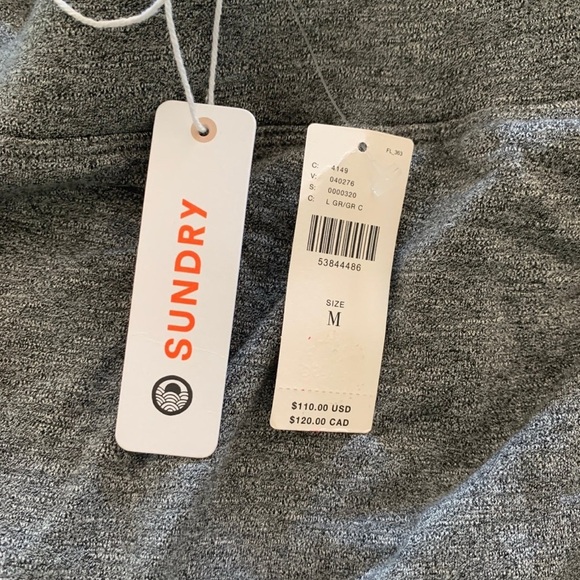 SUNDRY
FL_363
C: 4149
V: 040276
S: 0000320
C: L GR/GR C
53844486
SIZE
M
$110.00 USD
$120.00 CAD